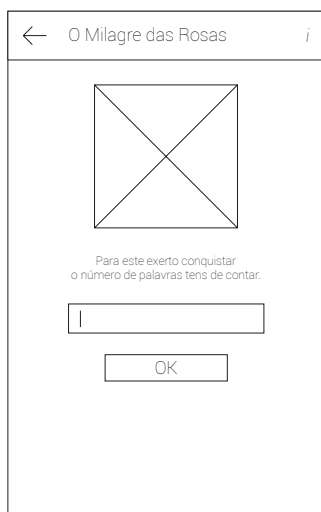 O Milagre das Rosas i
Para este exerto conquistar
o número de palavras tens de contar.
OK